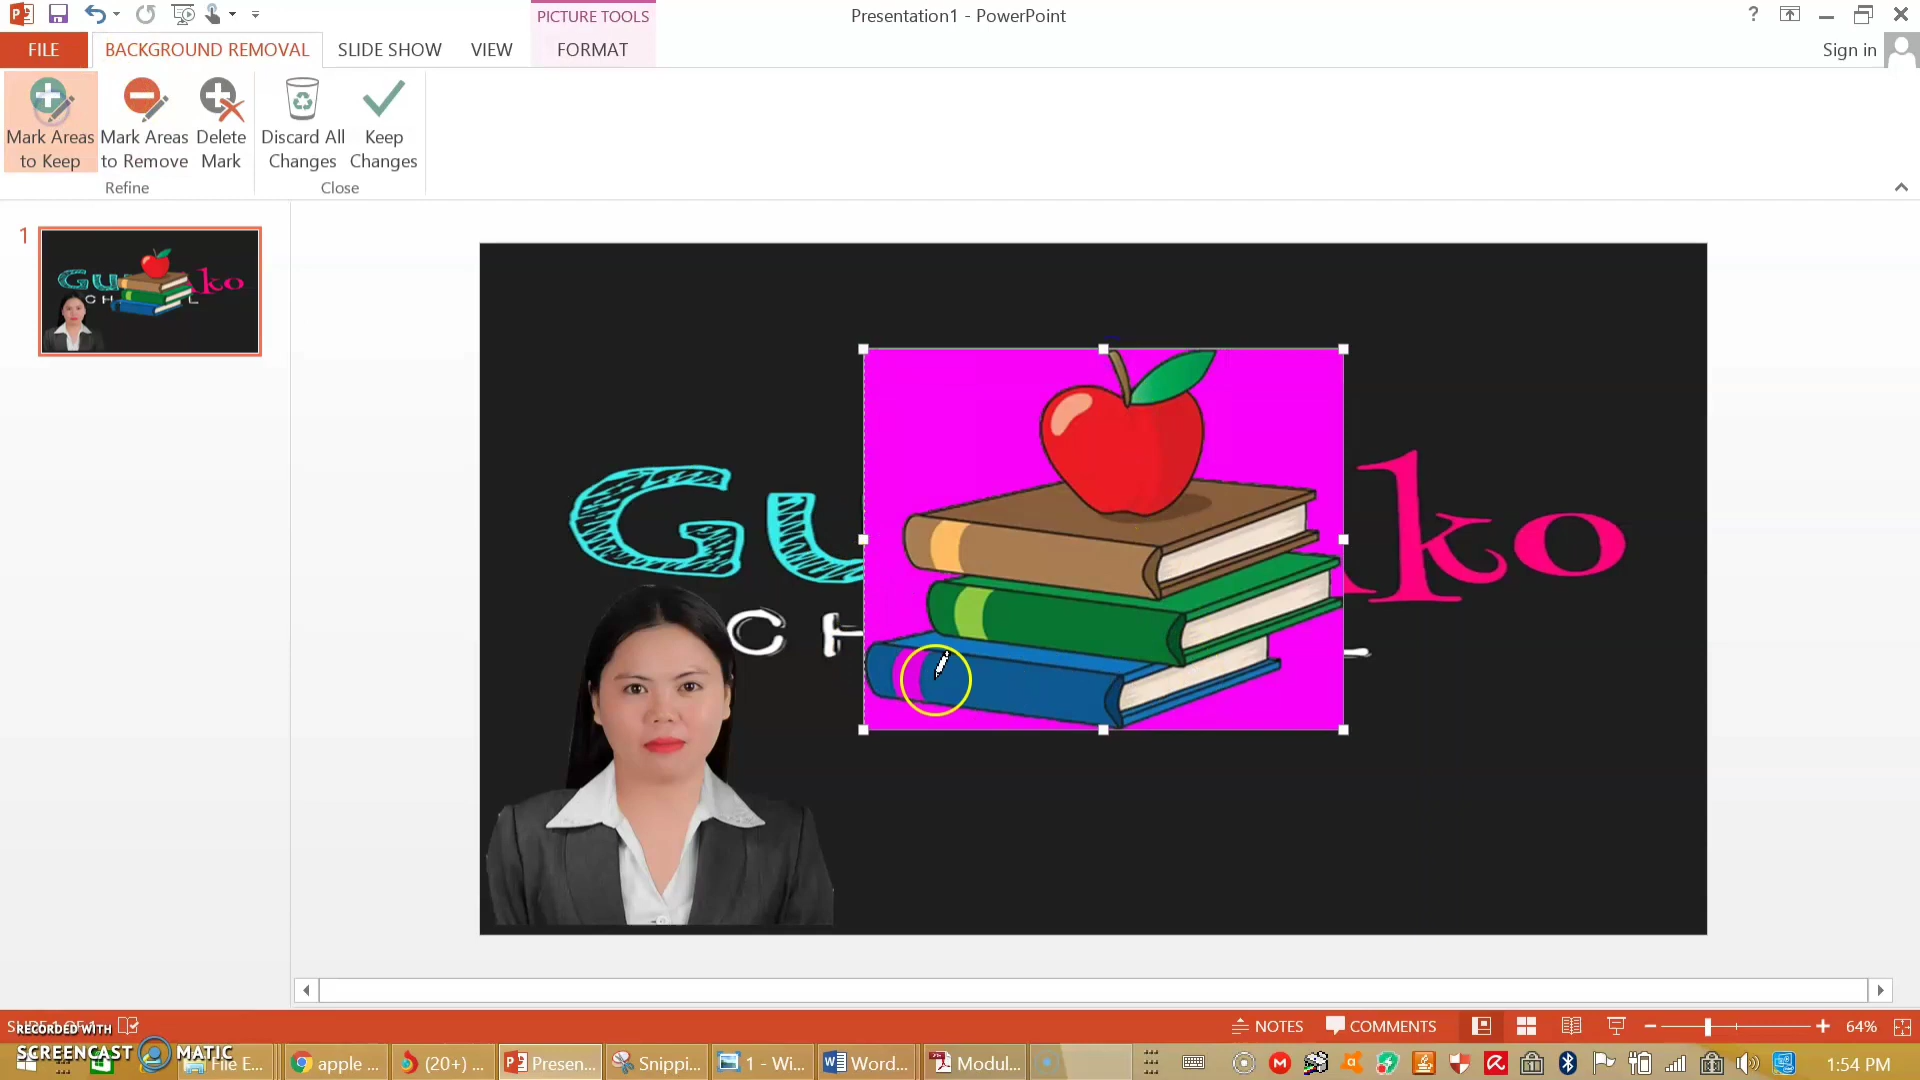 PICTURE TOOLS
Presentation1 - PowerPoint
?
FILE
BACKGROUND REMOVAL
SLIDE SHOW
VIEW
FORMAT
Sign in
Mark Areas to Keep
Mark Areas to Remove
Delete Mark
Discard All Changes
Keep Changes
Refine
Close
1
Gu
ko
CH
NOTES
COMMENTS
64%
RECORDED WITH
SCREENCAST MATIC
File E...
apple ...
(20+) ...
Presen...
Snippi...
1 - Wi...
Word...
Modul...
1:54 PM